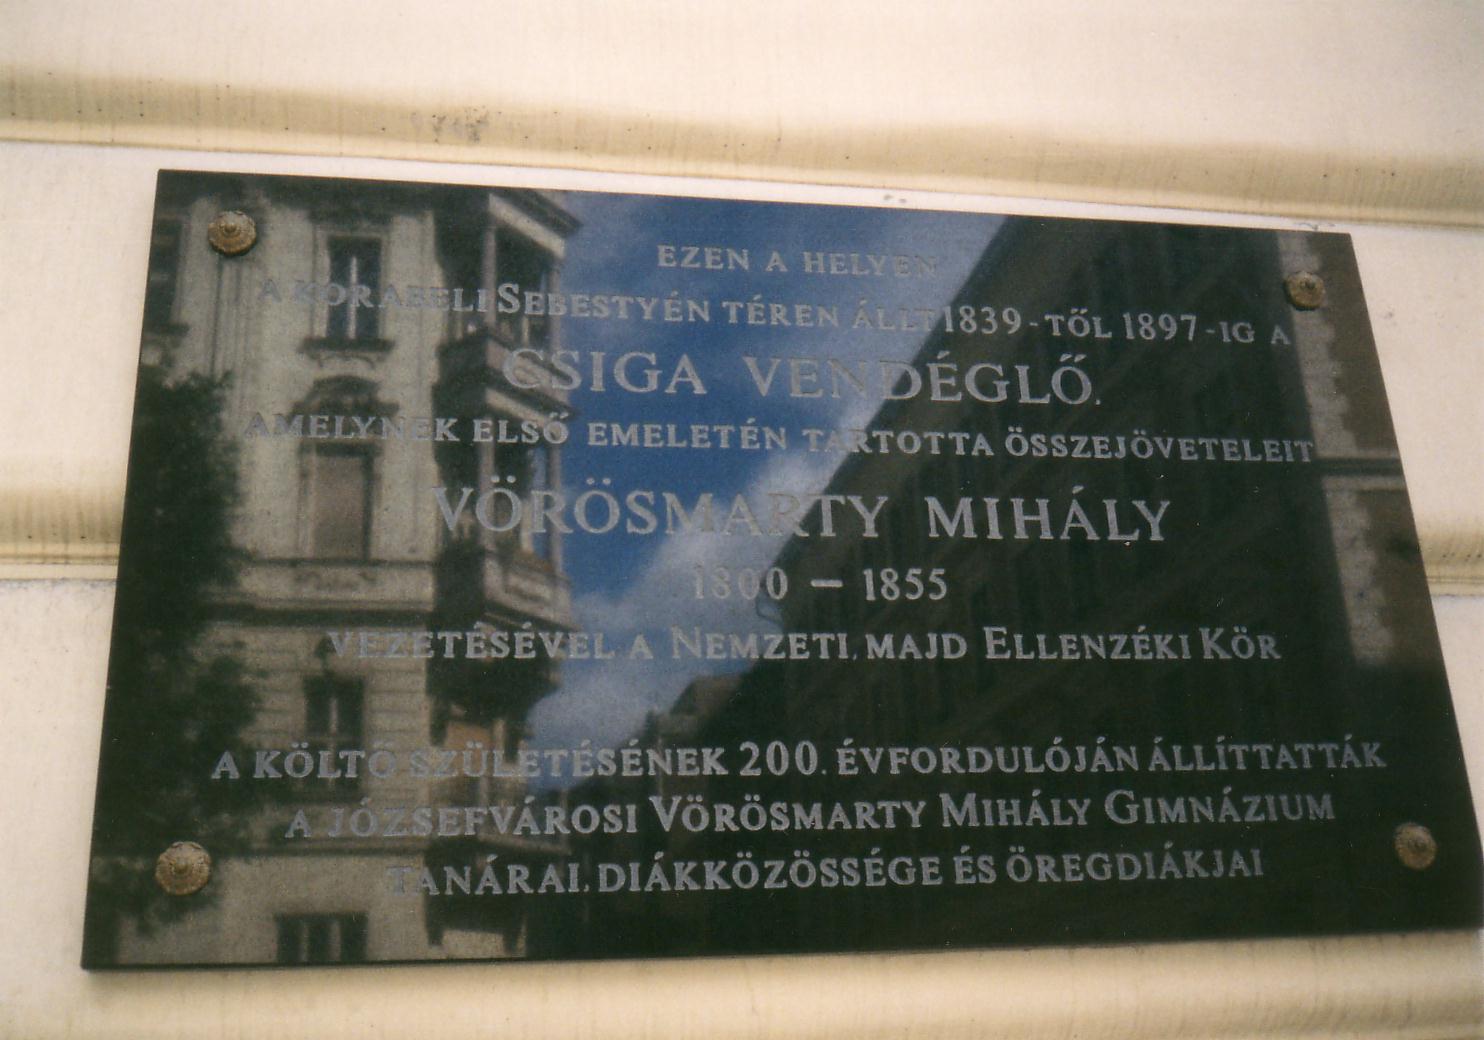 EZEN A HELYEN
A KORABELI SEBESTYÉN TÉREN ÁLLT 1839-TŐL 1897-IG A
CSIGA VENDÉGLŐ,
AMELYNEK ELSŐ EMELETÉN TARTOTTA ÖSSZEJÖVETELEIT
VÖRÖSMARTY MIHÁLY
1800 – 1855
VEZETÉSÉVEL A NEMZETI, MAJD ELLENZÉKI KÖR
A KÖLTŐ SZÜLETÉSÉNEK 200. ÉVFORDULÓJÁN ÁLLÍTTATTÁK
A JÓZSEFVÁROSI VÖRÖSMARTY MIHÁLY GIMNÁZIUM
TANÁRAI, DIÁKKÖZÖSSÉGE ÉS ÖREGDIÁKJAI